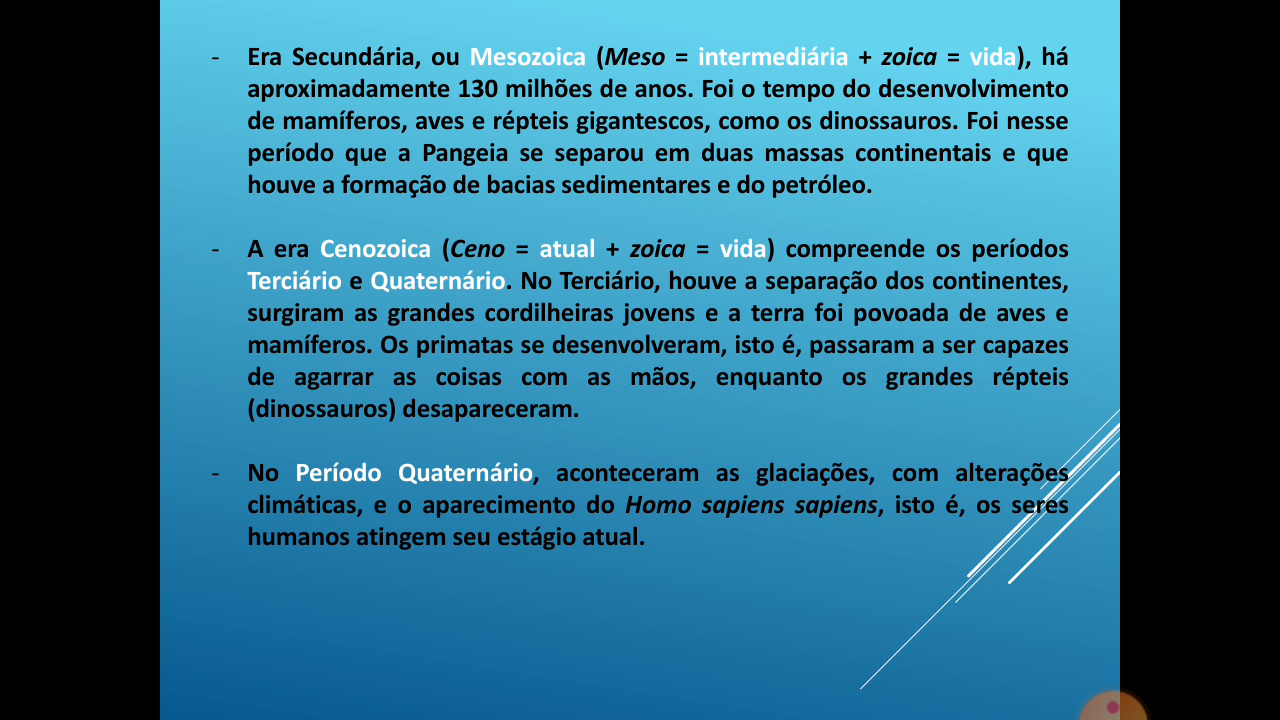 - Era Secundária, ou Mesozoica (Meso = intermediária + zoica = vida), há
aproximadamente 130 milhões de anos. Foi o tempo do desenvolvimento
de mamíferos, aves e répteis gigantescos, como os dinossauros. Foi nesse
período que a Pangeia se separou em duas massas continentais e que
houve a formação de bacias sedimentares e do petróleo.
- A era Cenozoica (Ceno = atual + zoica = vida) compreende os períodos
Terciário e Quaternário. No Terciário, houve a separação dos continentes,
surgiram as grandes cordilheiras jovens e a terra foi povoada de aves e
mamíferos. Os primatas se desenvolveram, isto é, passaram a ser capazes
de agarrar as coisas com as mãos, enquanto os grandes répteis
(dinossauros) desapareceram.
- No Período Quaternário, aconteceram as glaciações, com alterações
climáticas, e o aparecimento do Homo sapiens sapiens, isto é, os seres
humanos atingem seu estágio atual.